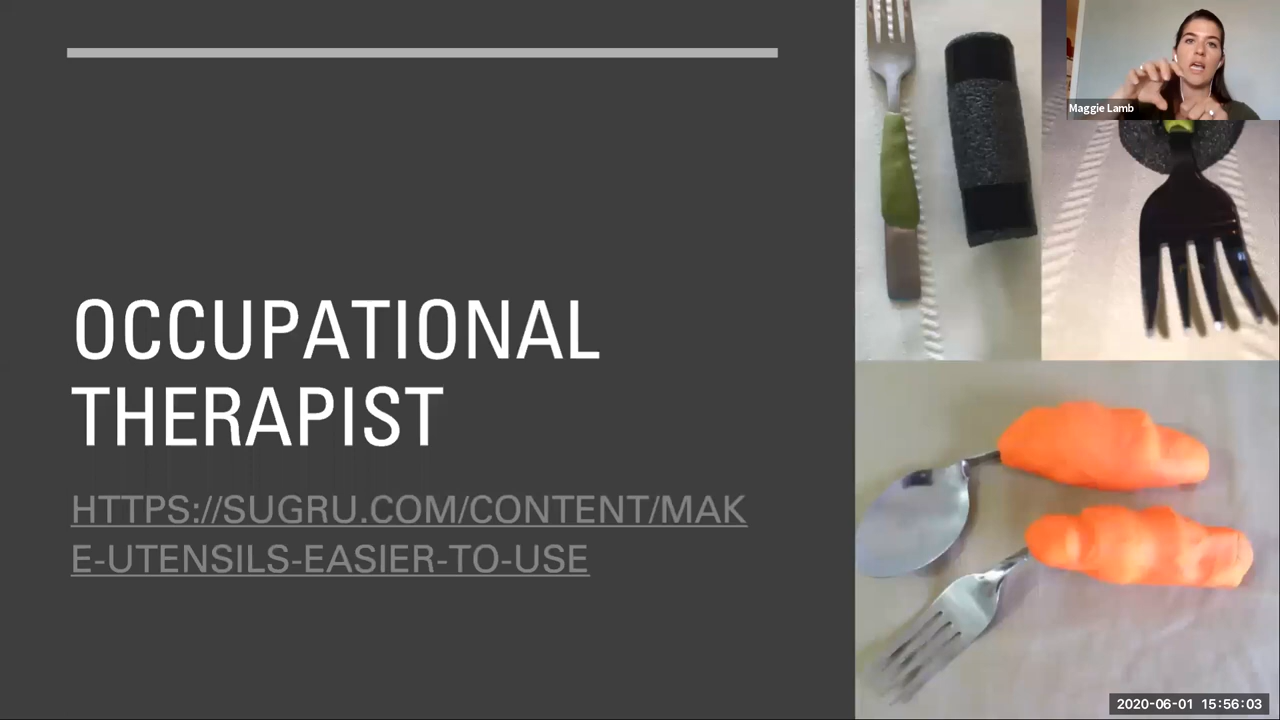 Maggie Lamb
OCCUPATIONAL
THERAPIST
HTTPS://SUGRU.COM/CONTENT/MAK
E-UTENSILS-EASIER-TO-USE
2020-06-01 15:56:03